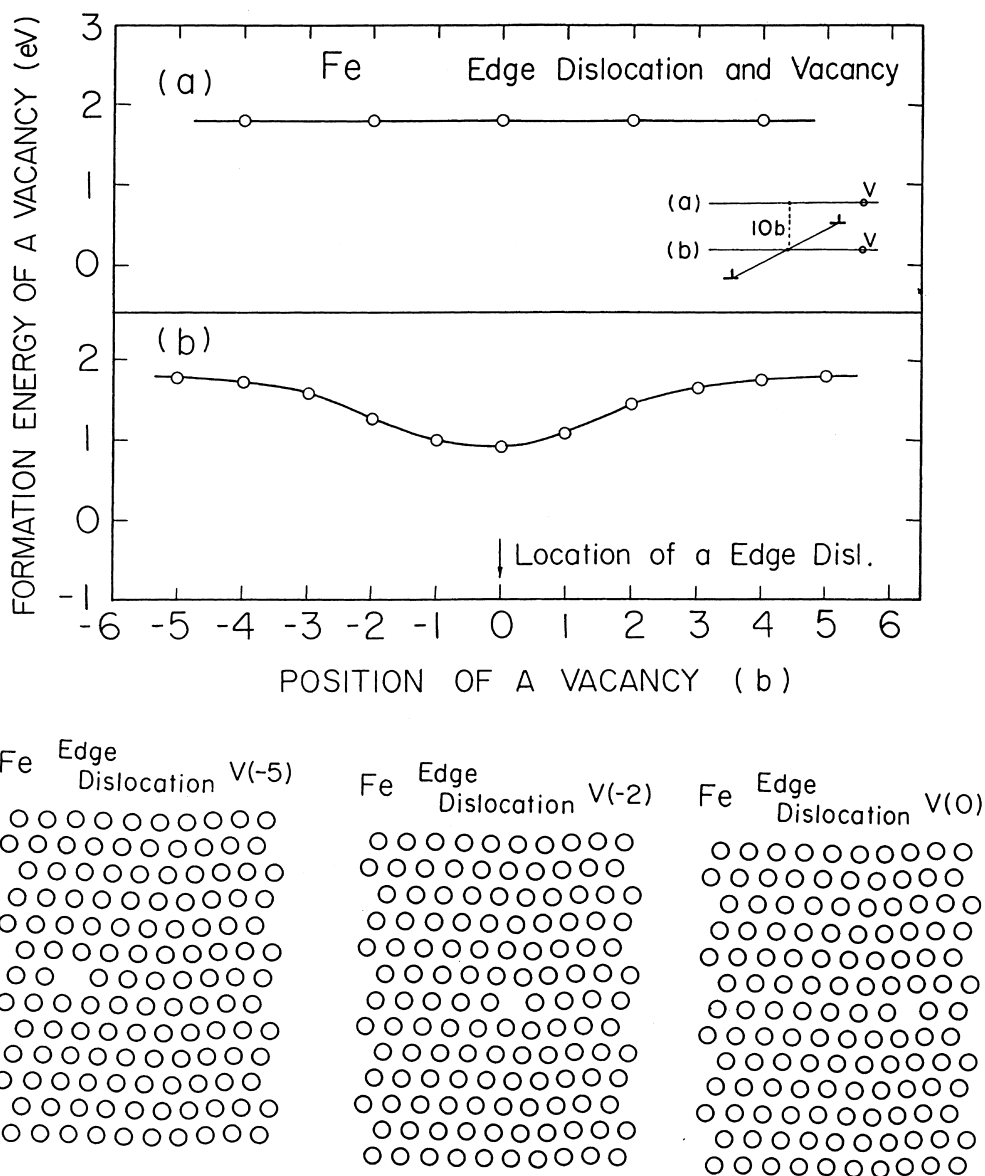 FORMATION ENERGY OF A VACANCY (eV)
3
2
1
0
(a)
Fe
Edge Dislocation and Vacancy
(a)
V
10b
(b)
V
(b)
2
1
0
-1
Location of a Edge Disl.
-6 -5 -4 -3 -2 -1 0 1 2 3 4 5 6
POSITION OF A VACANCY (b)
Fe Edge Dislocation V(-5)
Fe Edge Dislocation V(-2)
Fe Edge Dislocation V(0)